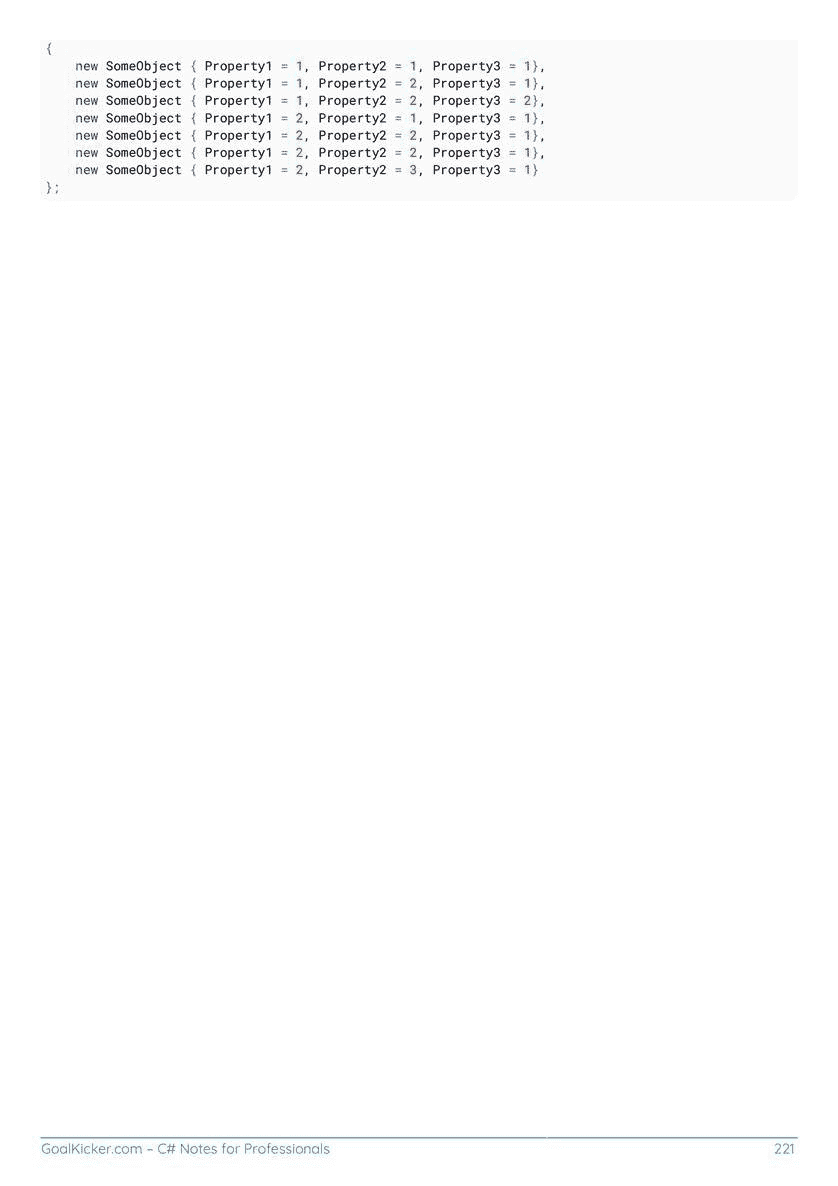 {
    new SomeObject { Property1 = 1, Property2 = 1, Property3 = 1},
    new SomeObject { Property1 = 1, Property2 = 2, Property3 = 1},
    new SomeObject { Property1 = 1, Property2 = 2, Property3 = 2},
    new SomeObject { Property1 = 2, Property2 = 1, Property3 = 1},
    new SomeObject { Property1 = 2, Property2 = 2, Property3 = 1},
    new SomeObject { Property1 = 2, Property2 = 2, Property3 = 1},
    new SomeObject { Property1 = 2, Property2 = 3, Property3 = 1}
};
GoalKicker.com – C# Notes for Professionals 221